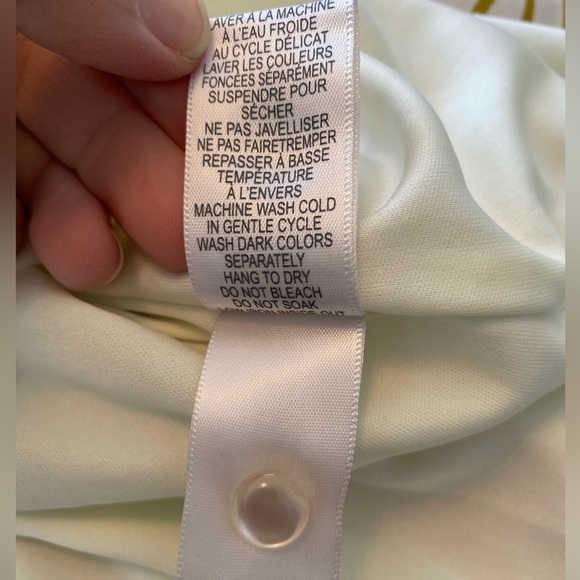 LAVER À LA MACHINE
À L'EAU FROIDE
AU CYCLE DÉLICAT
LAVER LES COULEURS
FONCÉES SÉPARÉMENT
SUSPENDRE POUR
SÉCHER
NE PAS JAVELLISER
NE PAS FAIRETREMPER
REPASSER À BASSE
TEMPÉRATURE
À L'ENVERS
MACHINE WASH COLD
IN GENTLE CYCLE
WASH DARK COLORS
SEPARATELY
HANG TO DRY
DO NOT BLEACH
DO NOT SOAK
INSIDE OUT